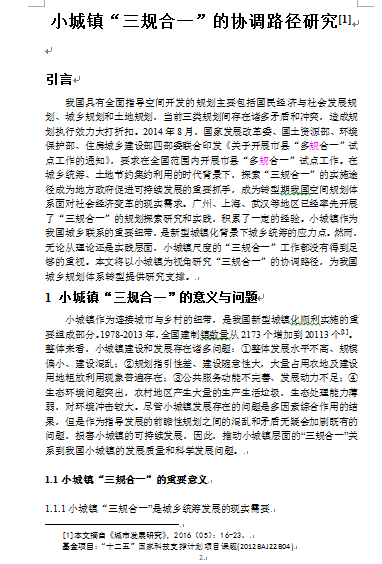 小城镇“三规合一”的协调路径研究[1]
引言
我国具有全面指导空间开发的规划主要包括国民经济与社会发展规
划、城乡规划和土地规划，当前三类规划间存在诸多矛盾和冲突，造成规
划执行效力大打折扣。2014年8月，国家发展改革委、国土资源部、环境
保护部、住房城乡建设部四部委联合印发《关于开展市县“多规合一”试
点工作的通知》，要求在全国范围内开展市县“多规合一”试点工作。在
城乡统筹、土地节约集约利用的时代背景下，探索“三规合一”的实施途
径成为地方政府促进可持续发展的重要抓手，成为转型期我国空间规划体
系面对社会经济变革的现实需求。广州、上海、武汉等地区已经率先开展
了“三规合一”的规划探索研究和实践，积累了一定的经验。小城镇作为
我国城乡联系的重要纽带，是新型城镇化背景下城乡统筹的应力点。然而，
无论从理论还是实践层面，小城镇尺度的“三规合一”工作都没有得到足
够的重视。本文将以小城镇为视角研究“三规合一”的协调路径，为我国
城乡规划体系转型提供研究支撑。
1 小城镇“三规合一”的意义与问题
小城镇作为连接城市与乡村的纽带，是我国新型城镇化顺利实施的重
要组成部分。1978-2013年，全国建制镇数量从2173个增加到20113个[1]。
整体来看，小城镇建设和发展存在诸多问题：①整体发展水平不高、规模
偏小、建设混乱；②规划指引性差、建设随意性大，大量占用农地及建设
用地粗放利用现象普遍存在；③公共服务功能不完善、发展动力不足；④
生态环境问题突出，农村地区产生大量的生产生活垃圾，生态处理能力薄
弱，对环境冲击较大。尽管小城镇发展存在的问题是多因素综合作用的结
果，但是作为指导发展的前瞻性规划之间的混乱和矛盾无疑会加剧既有的
问题，损害小城镇的可持续发展，因此，推动小城镇层面的“三规合一”关
系到我国小城镇的发展质量和科学发展问题。
1.1 小城镇“三规合一”的重要意义
1.1.1 小城镇“三规合一”是城乡统筹发展的现实需要
[1]本文摘自《城市发展研究》，2016（05）：16-23。
基金项目：“十二五”国家科技支撑计划项目课题(2012BAJ22B04)
2